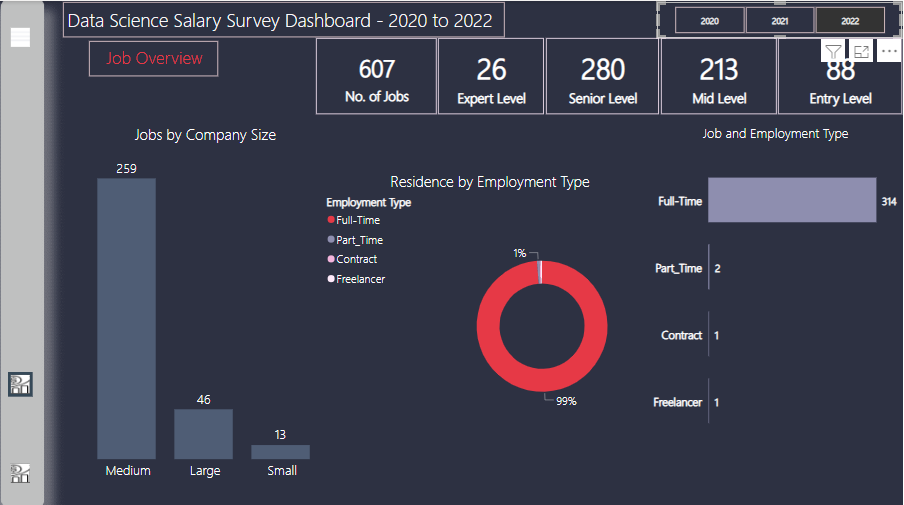 Data Science Salary Survey Dashboard - 2020 to 2022
2020
2021
2022
Job Overview
607
No. of Jobs
26
Expert Level
280
Senior Level
213
Mid Level
88
Entry Level
Jobs by Company Size
259
46
13
Medium
Large
Small
Residence by Employment Type
Employment Type
Full-Time
Part_Time
Contract
Freelancer
1%
99%
Job and Employment Type
Full-Time
314
Part_Time
2
Contract
1
Freelancer
1